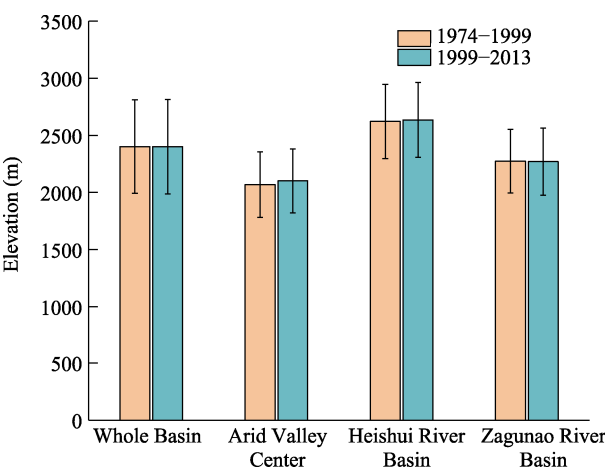 3500
3000
2500
2000
1500
1000
500
0
Elevation (m)
1974−1999
1999−2013
Whole Basin
Arid Valley
Center
Heishui River
Basin
Zagunao River
Basin